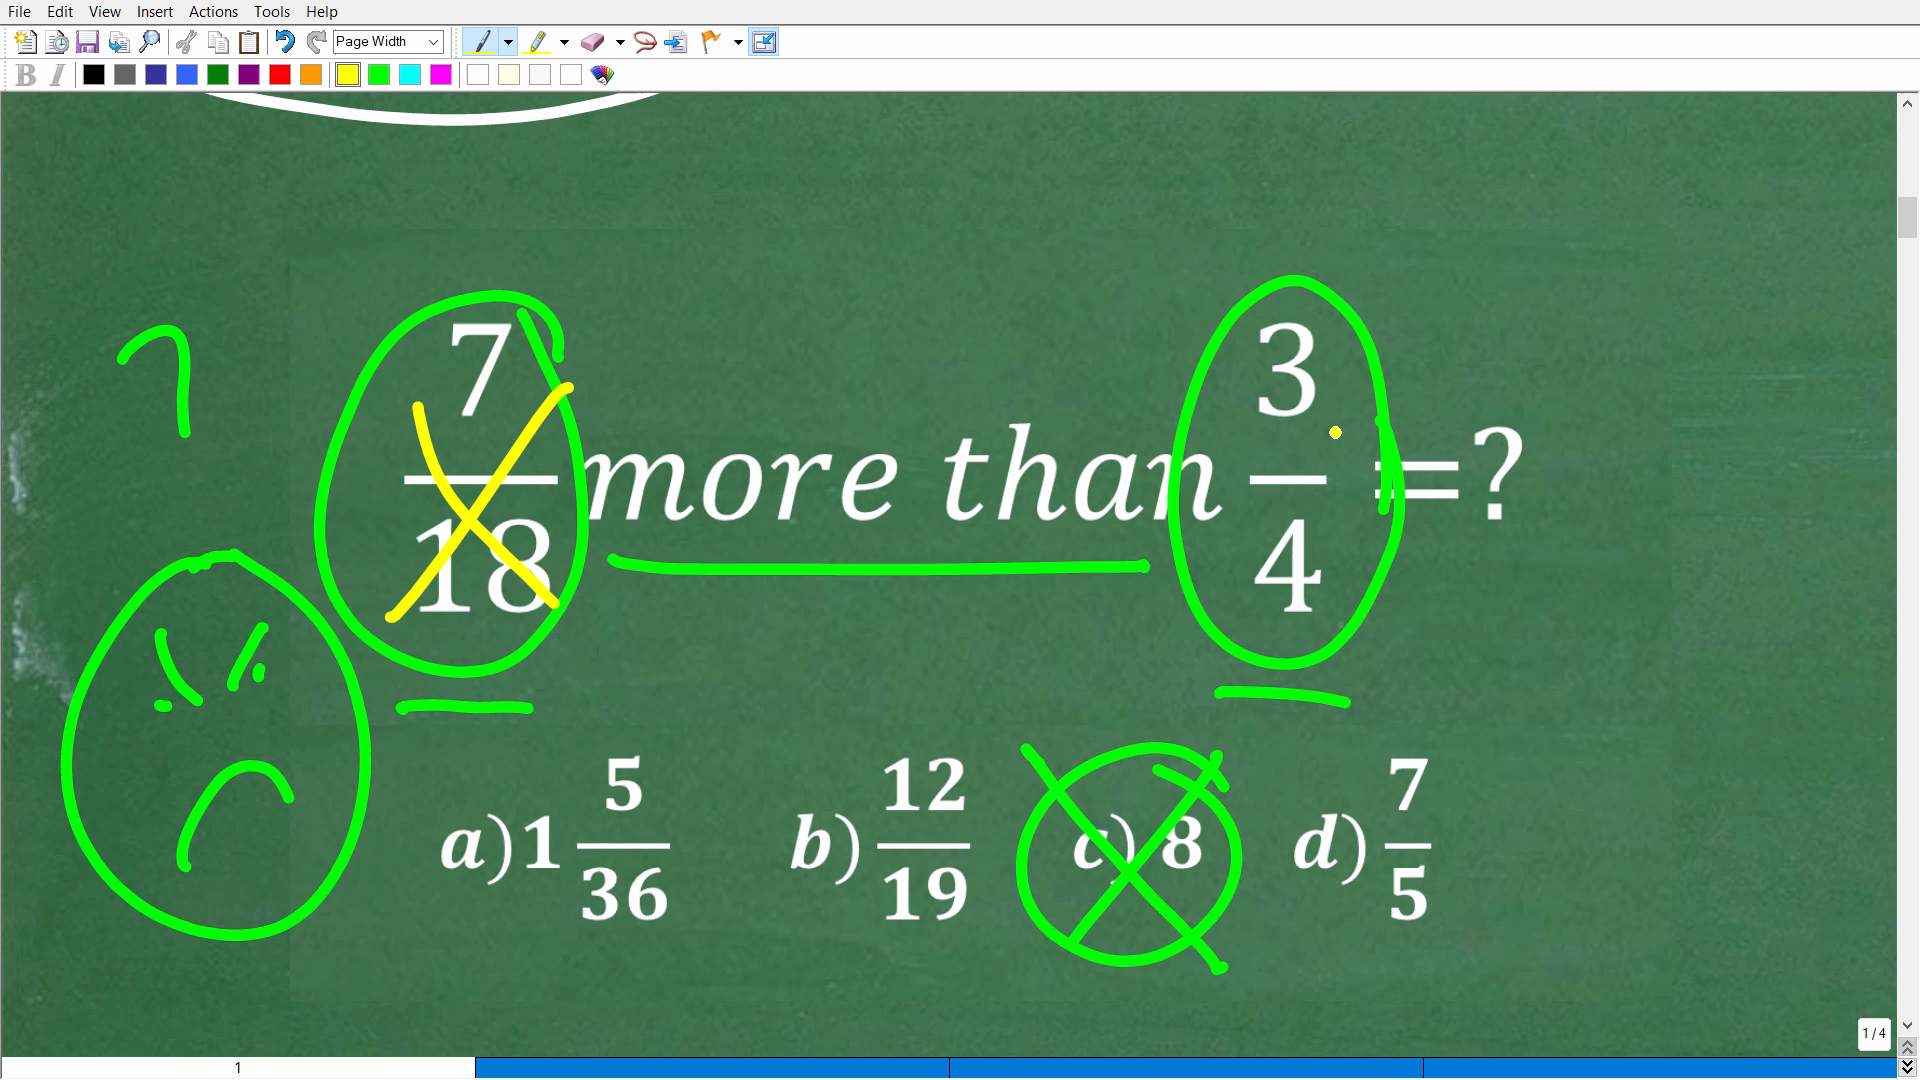 File Edit View Insert Actions Tools Help
Page Width
B I
7/18 more than 3/4 =?
a) 1 5/36 b) 12/19 c) 8 d) 7/5
1 / 4
1